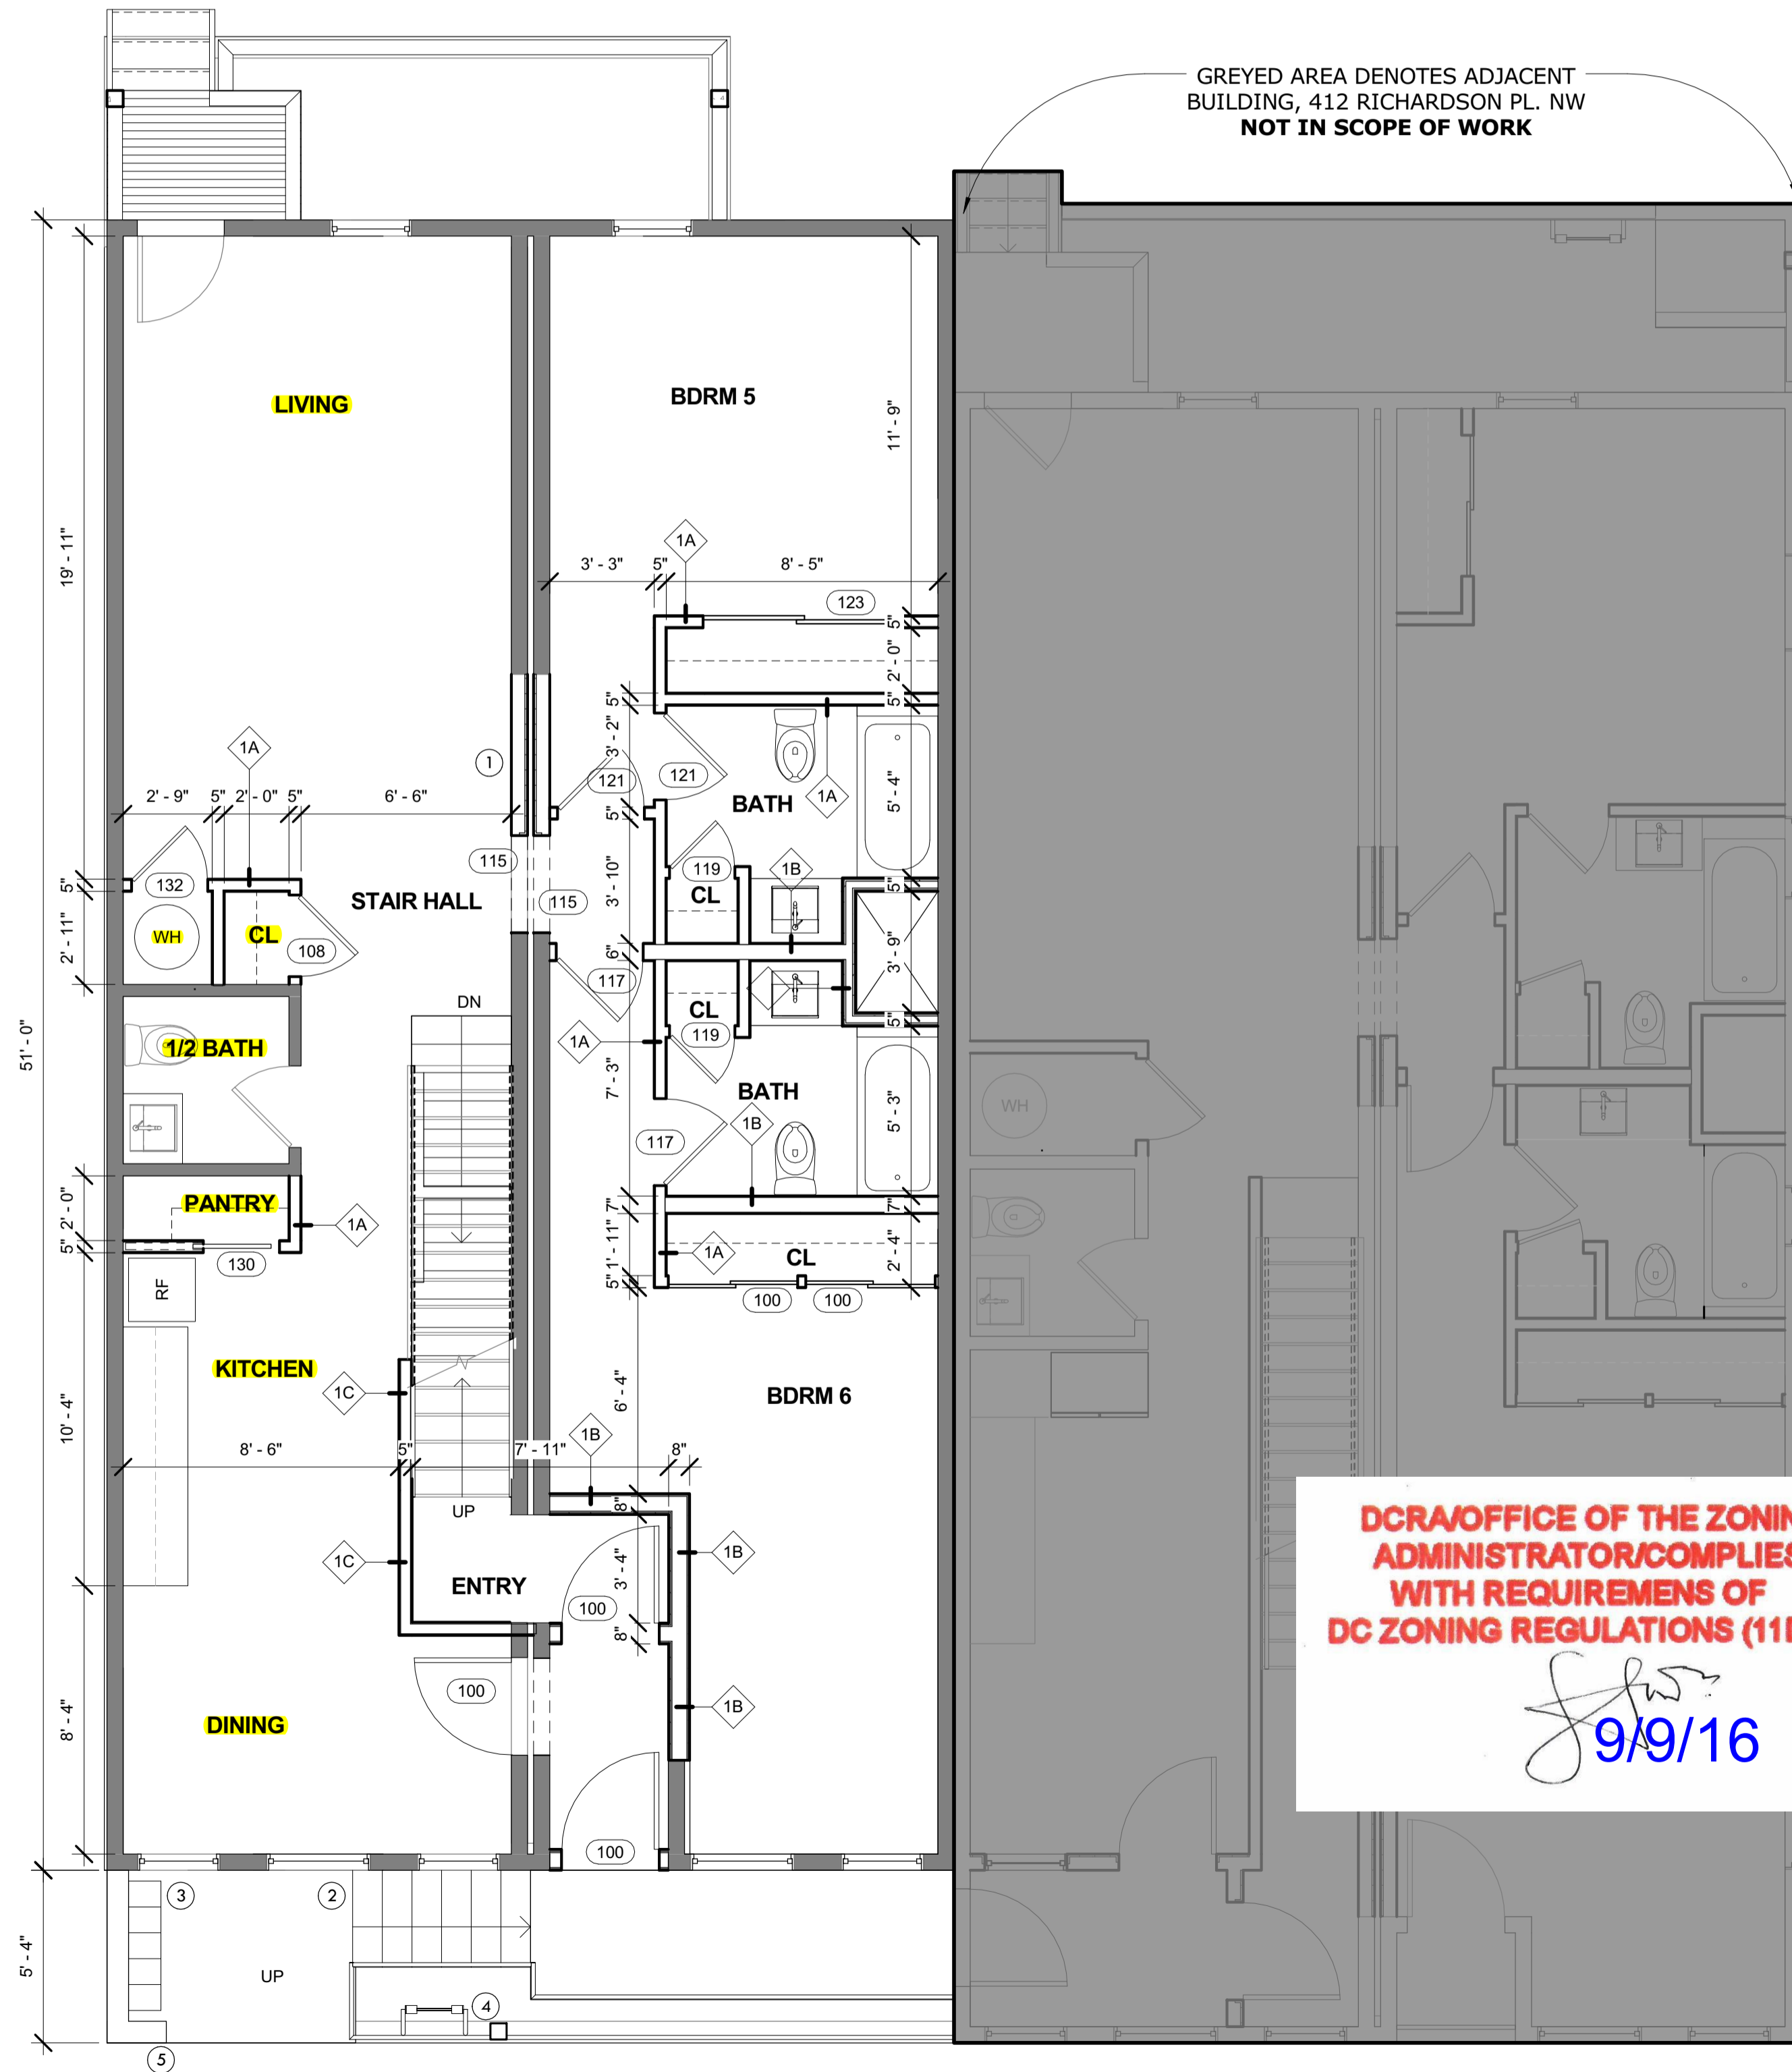 GREYED AREA DENOTES ADJACENT
BUILDING, 412 RICHARDSON PL. NW
NOT IN SCOPE OF WORK
LIVING
BDRM 5
11' - 9"
19' - 11"
1A
3' - 3" 5" 8' - 5"
123
5"
2' - 0"
5"
5"
3' - 2"
1A
1
121
121
BATH
1A
5' - 4"
2' - 9" 5" 2' - 0" 5" 6' - 6"
5"
115
119
1B
5"
132
STAIR HALL
115
3' - 10"
CL
5"
2' - 11"
WH
CL
108
6"
3' - 9"
117
CL
DN
51' - 0"
1/2 BATH
1A
119
5"
7' - 3"
BATH
5' - 3"
1B
117
2' - 0"
PANTRY
1A
7"
7"
5"
130
1' - 11"
1A
CL
2' - 4"
RF
5"
100 100
KITCHEN
1C
6' - 4"
BDRM 6
10' - 4"
1B
8' - 6" 5" 7' - 11" 8"
UP
8"
1C
1B
ENTRY
3' - 4"
100
8"
100
1B
DINING
8' - 4"
100
3
2
5' - 4"
UP
4
5
WH
DCRA/OFFICE OF THE ZONIN
ADMINISTRATOR/COMPLIES
WITH REQUIREMENS OF
DC ZONING REGULATIONS (11
9/9/16